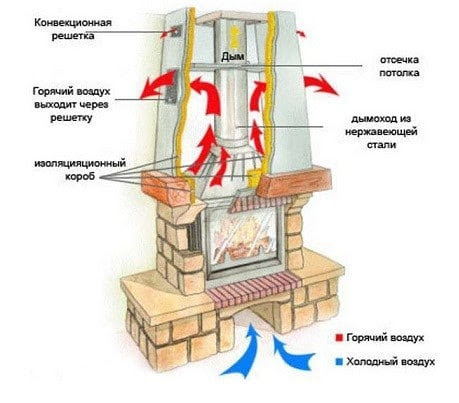 Конвекционная
решетка
Дым
отсечка
потолка
Горячий воздух
выходит через
решетку
дымоход из
нержавеющей
стали
изоляцияционный
короб
Горячий воздух
Холодный воздух